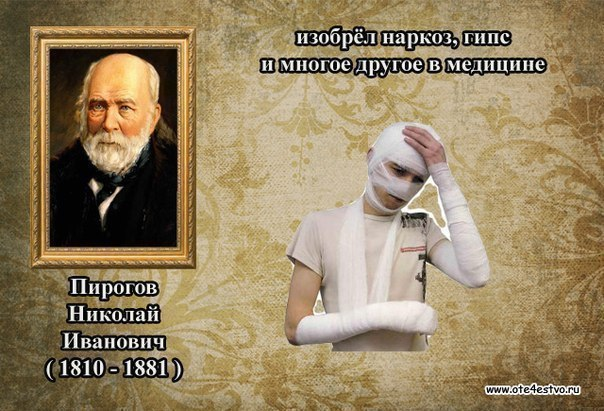 изобрёл наркоз, гипс
и многое другое в медицине
Пирогов
Николай
Иванович
( 1810 - 1881 )
www.ote4estvo.ru